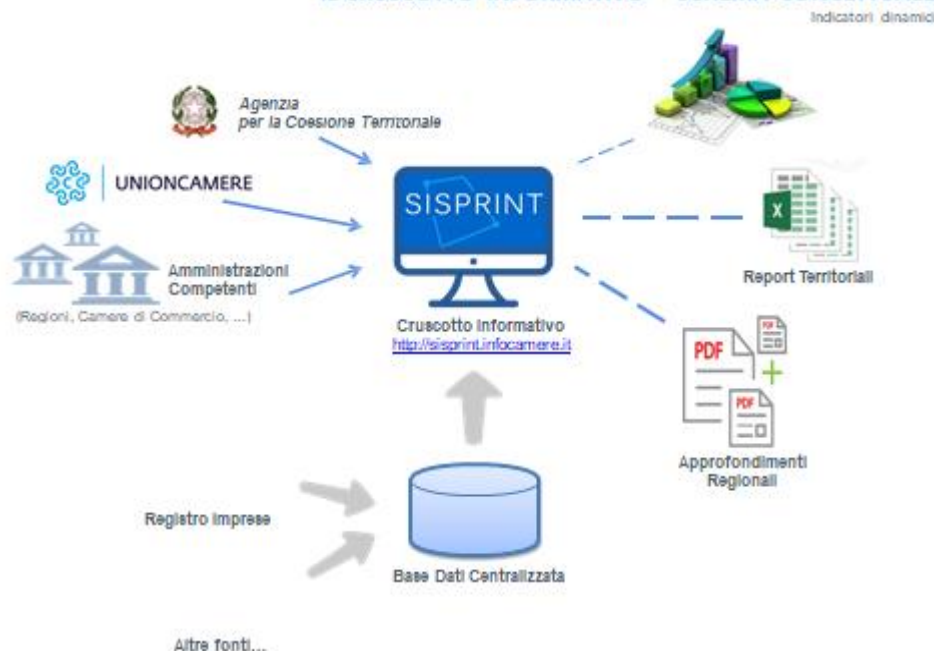 Indicatori dinamici
Agenzia
per la Coesione Territoriale
UNIONCAMERE
SISPRINT
Amministrazioni
Competenti
(Regioni, Camere di Commercio, ...)
Cruscotto Informativo
http://sisprint.infocamere.it
X
Report Territoriali
PDF
PDF
PDF
Approfondimenti
Regionali
Registro Imprese
Base Dati Centralizzata
Altre fonti...